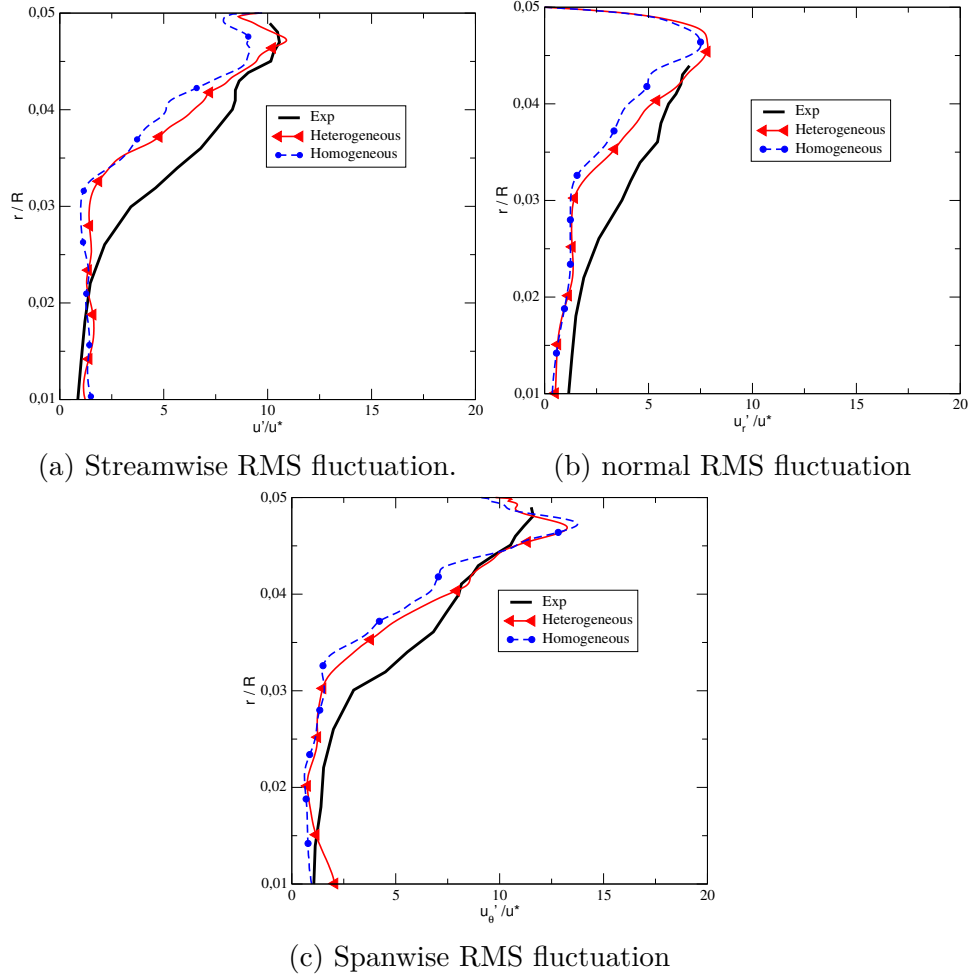 0,05
0,04
0,03
0,02
0,01
r / R
0
5
10
15
20
u'/u*
Exp
Heterogeneous
Homogeneous
(a) Streamwise RMS fluctuation.
0,05
0,04
0,03
0,02
0,01
r / R
0
5
10
15
20
u_r'/u*
Exp
Heterogeneous
Homogeneous
(b) normal RMS fluctuation
0,05
0,04
0,03
0,02
0,01
r / R
0
5
10
15
20
u_θ'/u*
Exp
Heterogeneous
Homogeneous
(c) Spanwise RMS fluctuation